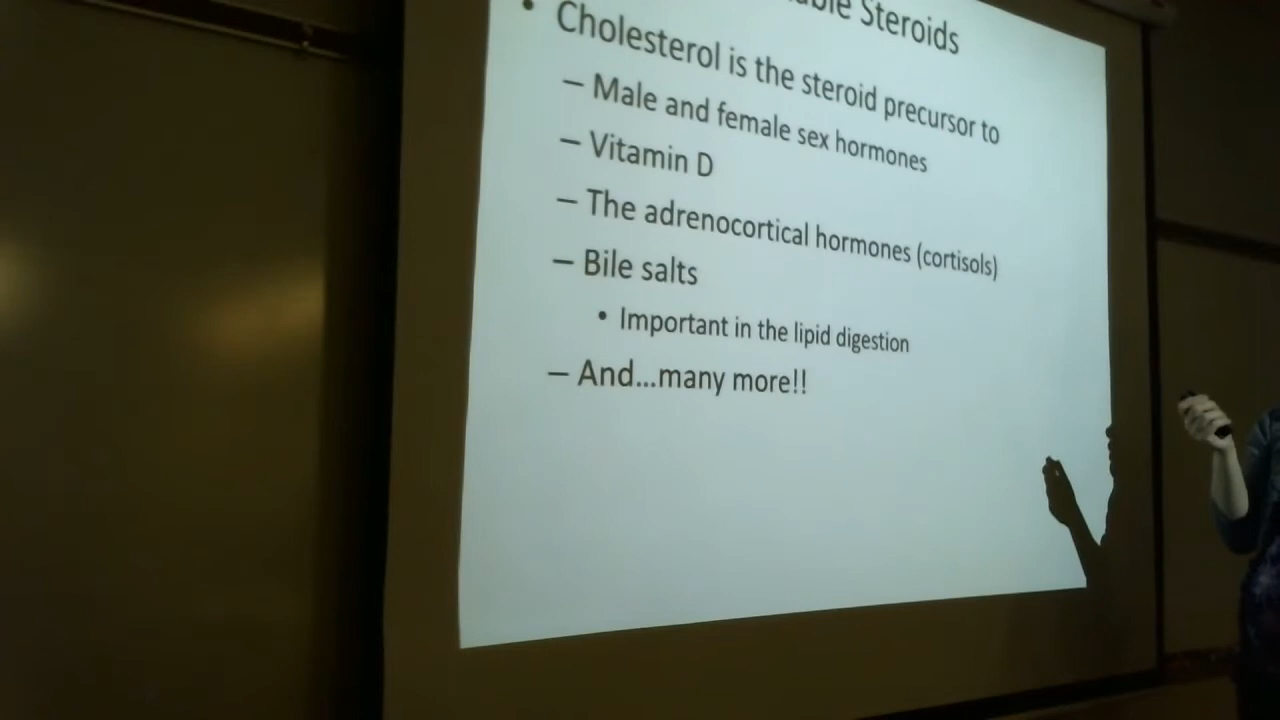 Steroids
• Cholesterol is the steroid precursor to
– Male and female sex hormones
– Vitamin D
– The adrenocortical hormones (cortisols)
– Bile salts
• Important in the lipid digestion
– And...many more!!